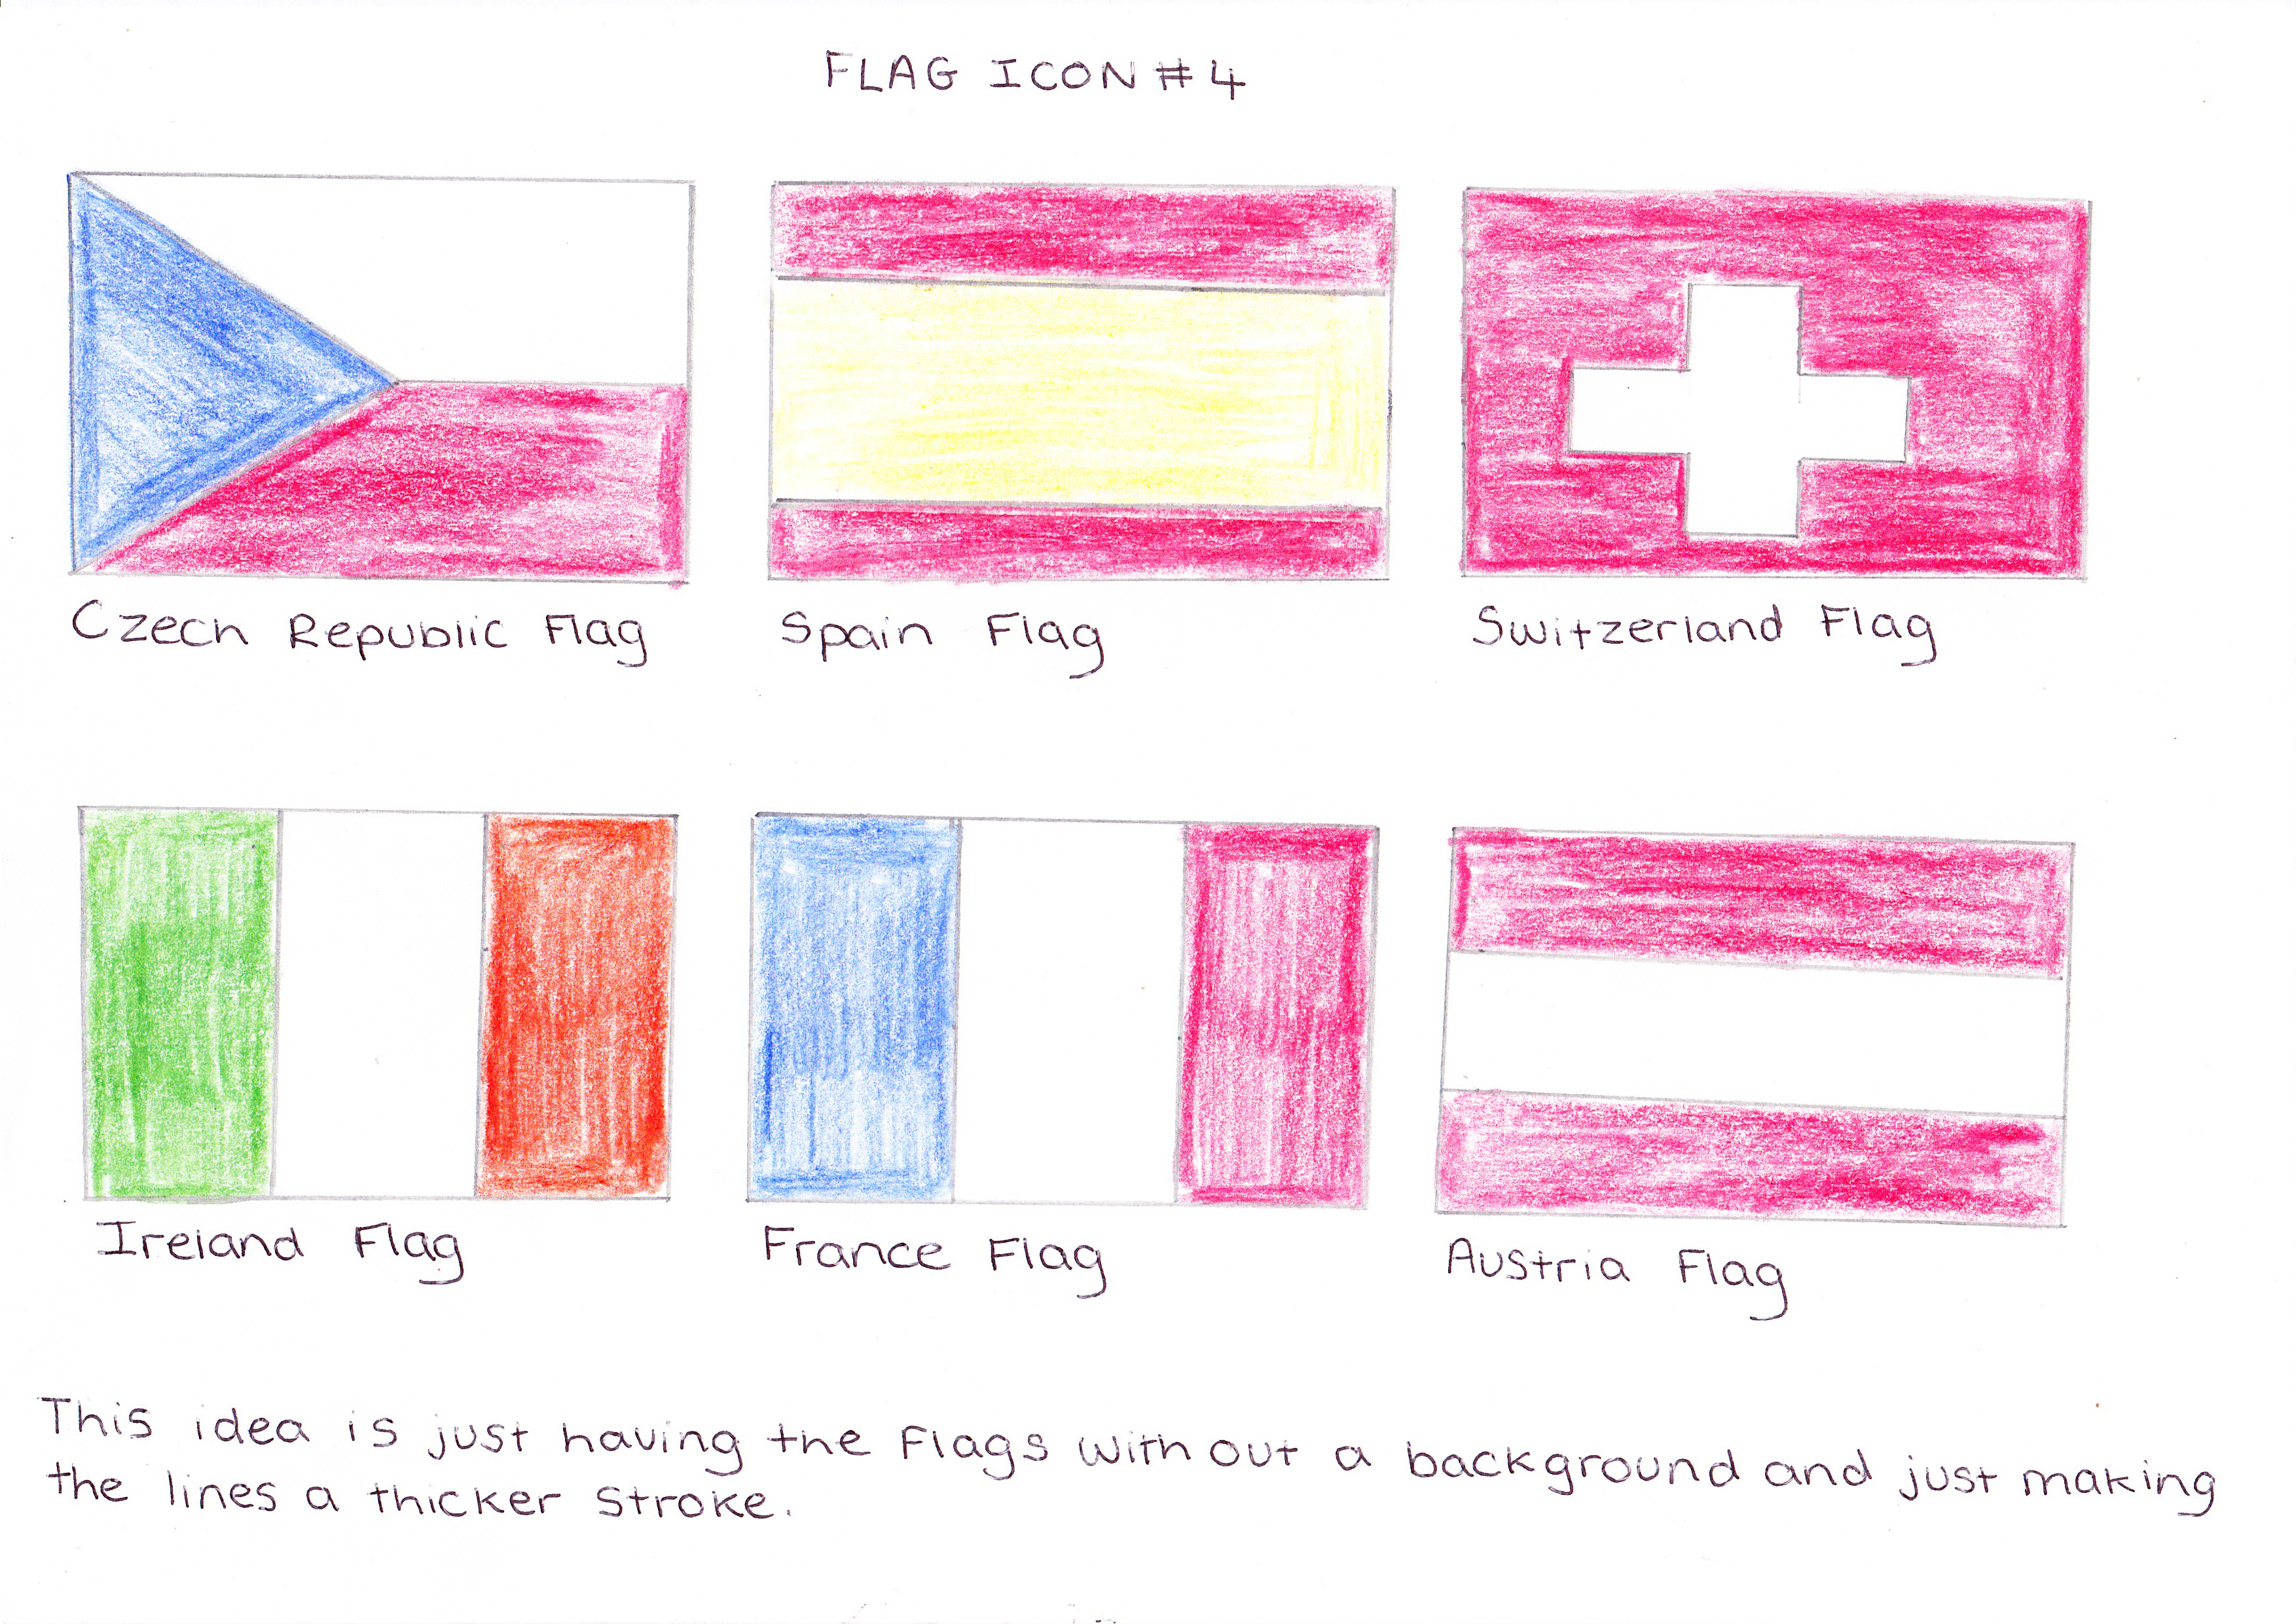 FLAG ICON #4
Czech Republic Flag
Spain Flag
Switzerland Flag
Ireland Flag
France Flag
Austria Flag
This idea is just having the flags with out a background and just making
the lines a thicker stroke.